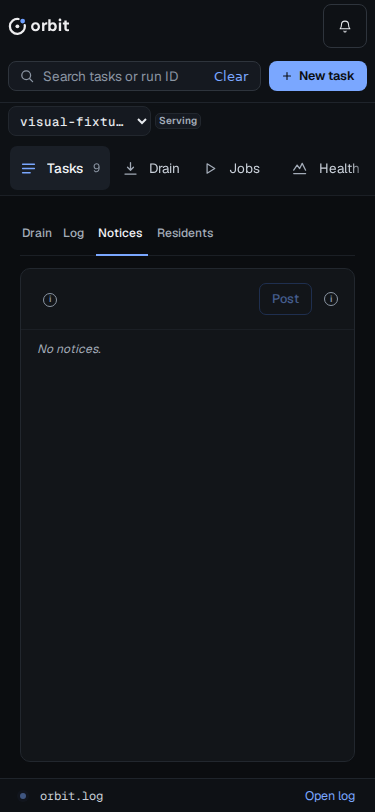 orbit
Search tasks or run ID Clear
+ New task
visual-fixtu… Serving
Tasks 9 Drain Jobs Health
Drain Log Notices Residents
Post
No notices.
orbit.log Open log